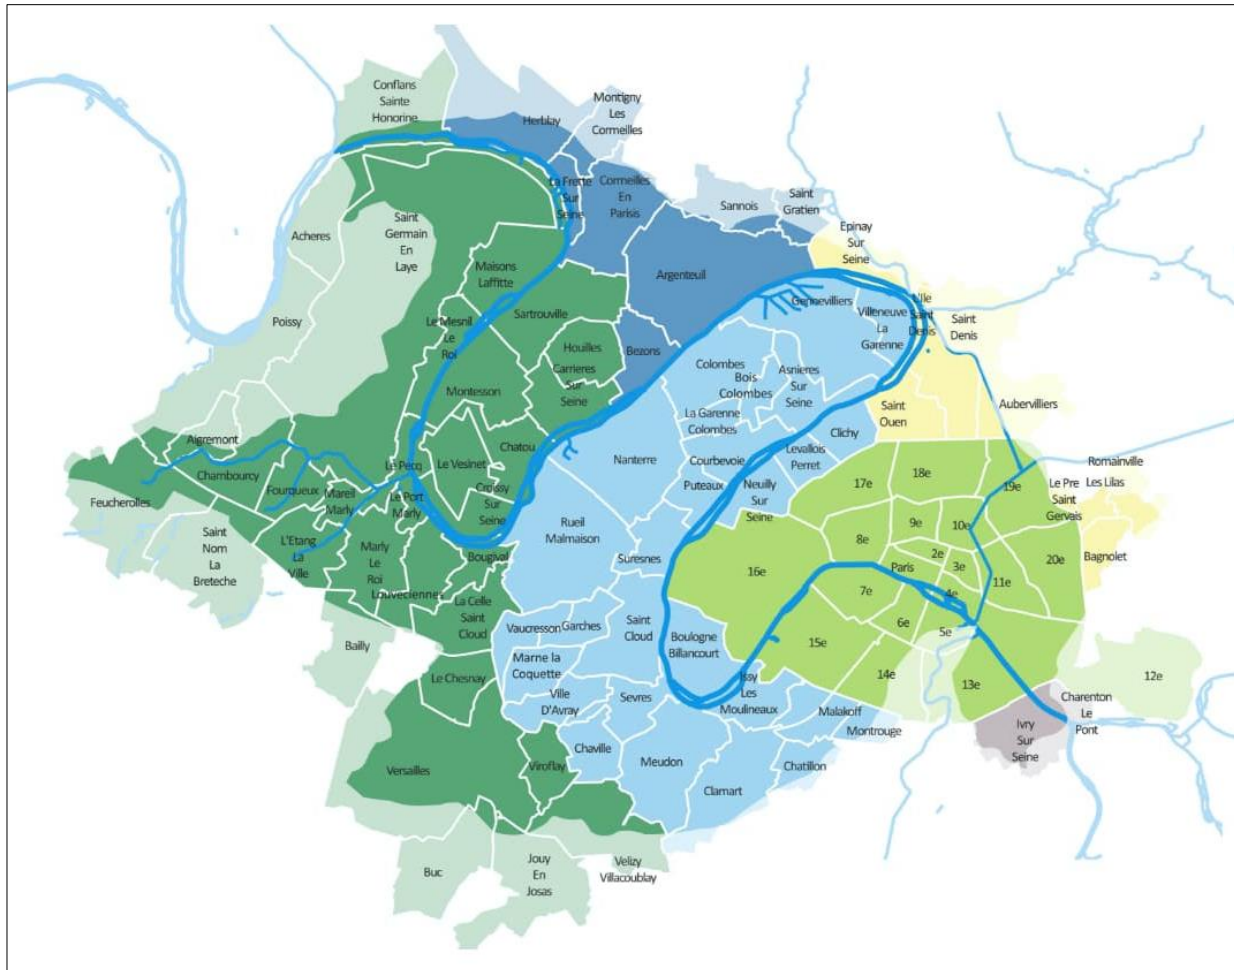 Conflans
Sainte
Honorine
Herblay
Montigny
Les
Cormeilles
La Frette
Sur
Seine
Cormeilles
En
Parisis
Sannois
Saint
Gratien
Epinay
Sur
Seine
Acheres
Saint
Germain
En
Laye
Maisons
Laffitte
Argenteuil
Poissy
Le Mesnil
Le
Roi
Sartrouville
Houilles
Carrieres
Sur
Seine
Bezons
Gennevilliers
Villeneuve
La
Garenne
L'Ile
Saint
Denis
Saint
Denis
Montesson
Colombes
Bois
Colombes
Asnieres
Sur
Seine
La Garenne
Colombes
Saint
Ouen
Aubervilliers
Aigremont
Chambourcy
Feucherolles
Fourqueux
Mareil
Marly
Le Pecq
Le Port
Marly
Le Vesinet
Chatou
Croissy
Sur
Seine
Nanterre
Courbevoie
Puteaux
Levallois
Perret
Clichy
Neuilly
Sur
Seine
17e
18e
19e
Romainville
Les Lilas
Le Pre
Saint
Gervais
Bagnolet
Saint
Nom
La
Breteche
L'Etang
La
Ville
Marly
Le
Roi
Louveciennes
Bougival
La Celle
Saint
Cloud
Rueil
Malmaison
Suresnes
16e
8e
9e
10e
2e
3e
Paris
4e
11e
20e
7e
6e
5e
Bailly
Le Chesnay
Vaucresson
Garches
Saint
Cloud
Boulogne
Billancourt
15e
14e
13e
12e
Marne la
Coquette
Ville
D'Avray
Sevres
Issy
Les
Moulineaux
Malakoff
Montrouge
Charenton
Le
Pont
Ivry
Sur
Seine
Versailles
Viroflay
Chaville
Meudon
Clamart
Chatillon
Buc
Jouy
En
Josas
Velizy
Villacoublay